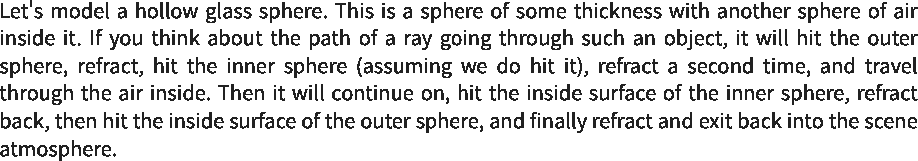 Let's model a hollow glass sphere. This is a sphere of some thickness with another sphere of air
inside it. If you think about the path of a ray going through such an object, it will hit the outer
sphere, refract, hit the inner sphere (assuming we do hit it), refract a second time, and travel
through the air inside. Then it will continue on, hit the inside surface of the inner sphere, refract
back, then hit the inside surface of the outer sphere, and finally refract and exit back into the scene
atmosphere.